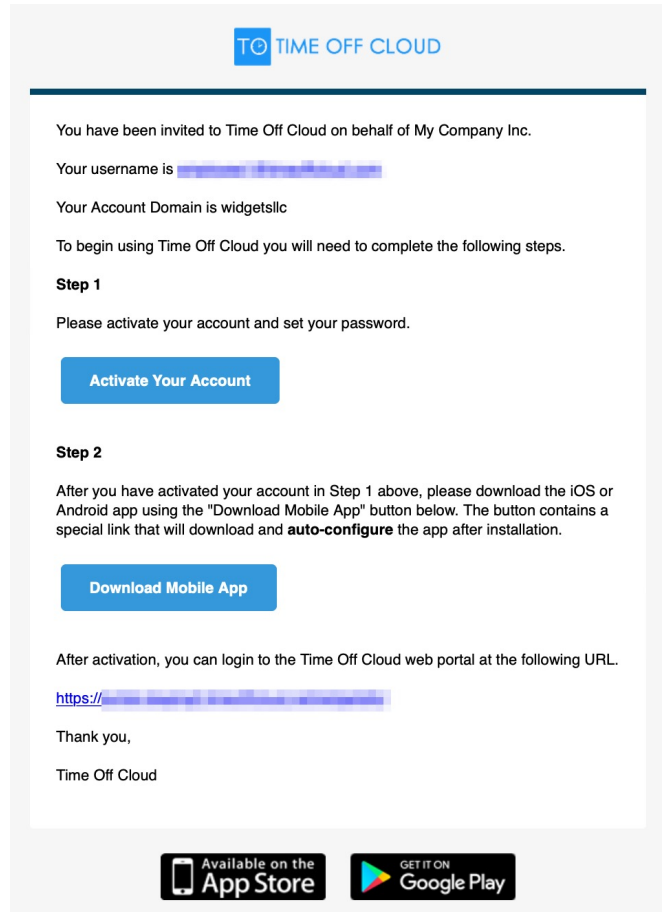 TO TIME OFF CLOUD
You have been invited to Time Off Cloud on behalf of My Company Inc.
Your username is
Your Account Domain is widgetsllc
To begin using Time Off Cloud you will need to complete the following steps.
Step 1
Please activate your account and set your password.
Activate Your Account
Step 2
After you have activated your account in Step 1 above, please download the iOS or
Android app using the "Download Mobile App" button below. The button contains a
special link that will download and auto-configure the app after installation.
Download Mobile App
After activation, you can login to the Time Off Cloud web portal at the following URL.
https://
Thank you,
Time Off Cloud
Available on the
App Store
GET IT ON
Google Play